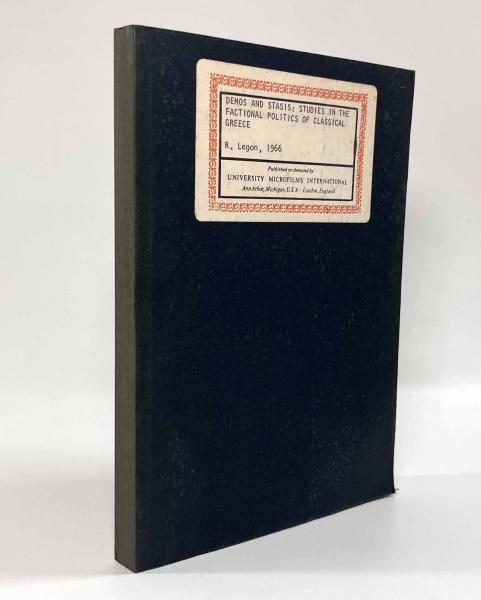 DEMOS AND STASIS; STUDIES IN THE
FACTIONAL POLITICS OF CLASSICAL
GREECE
R. Legon, 1966
Published on demand by
UNIVERSITY MICROFILMS INTERNATIONAL
Ann Arbor, Michigan, U.S.A. London, England